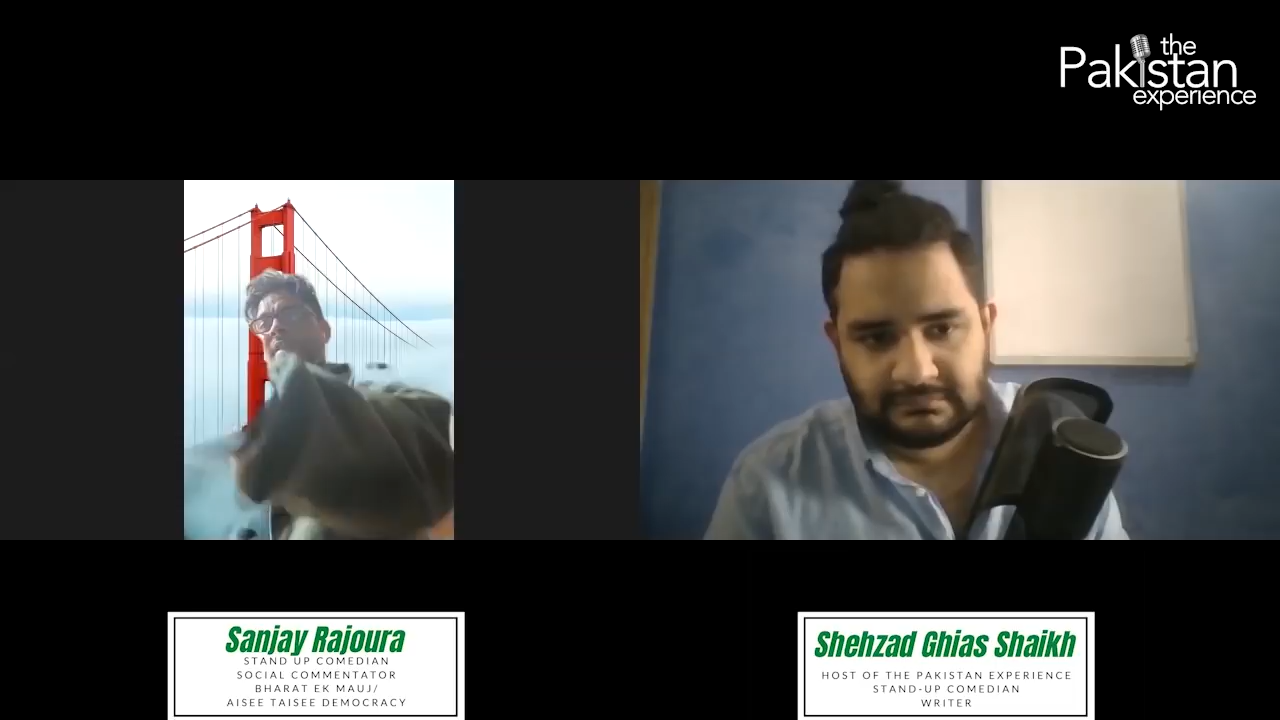 the
Pakistan
experience
Sanjay Rajoura
STAND UP COMEDIAN
SOCIAL COMMENTATOR
BHARAT EK MAUJ/
AISEE TAISEE DEMOCRACY
Shehzad Ghias Shaikh
HOST OF THE PAKISTAN EXPERIENCE
STAND-UP COMEDIAN
WRITER